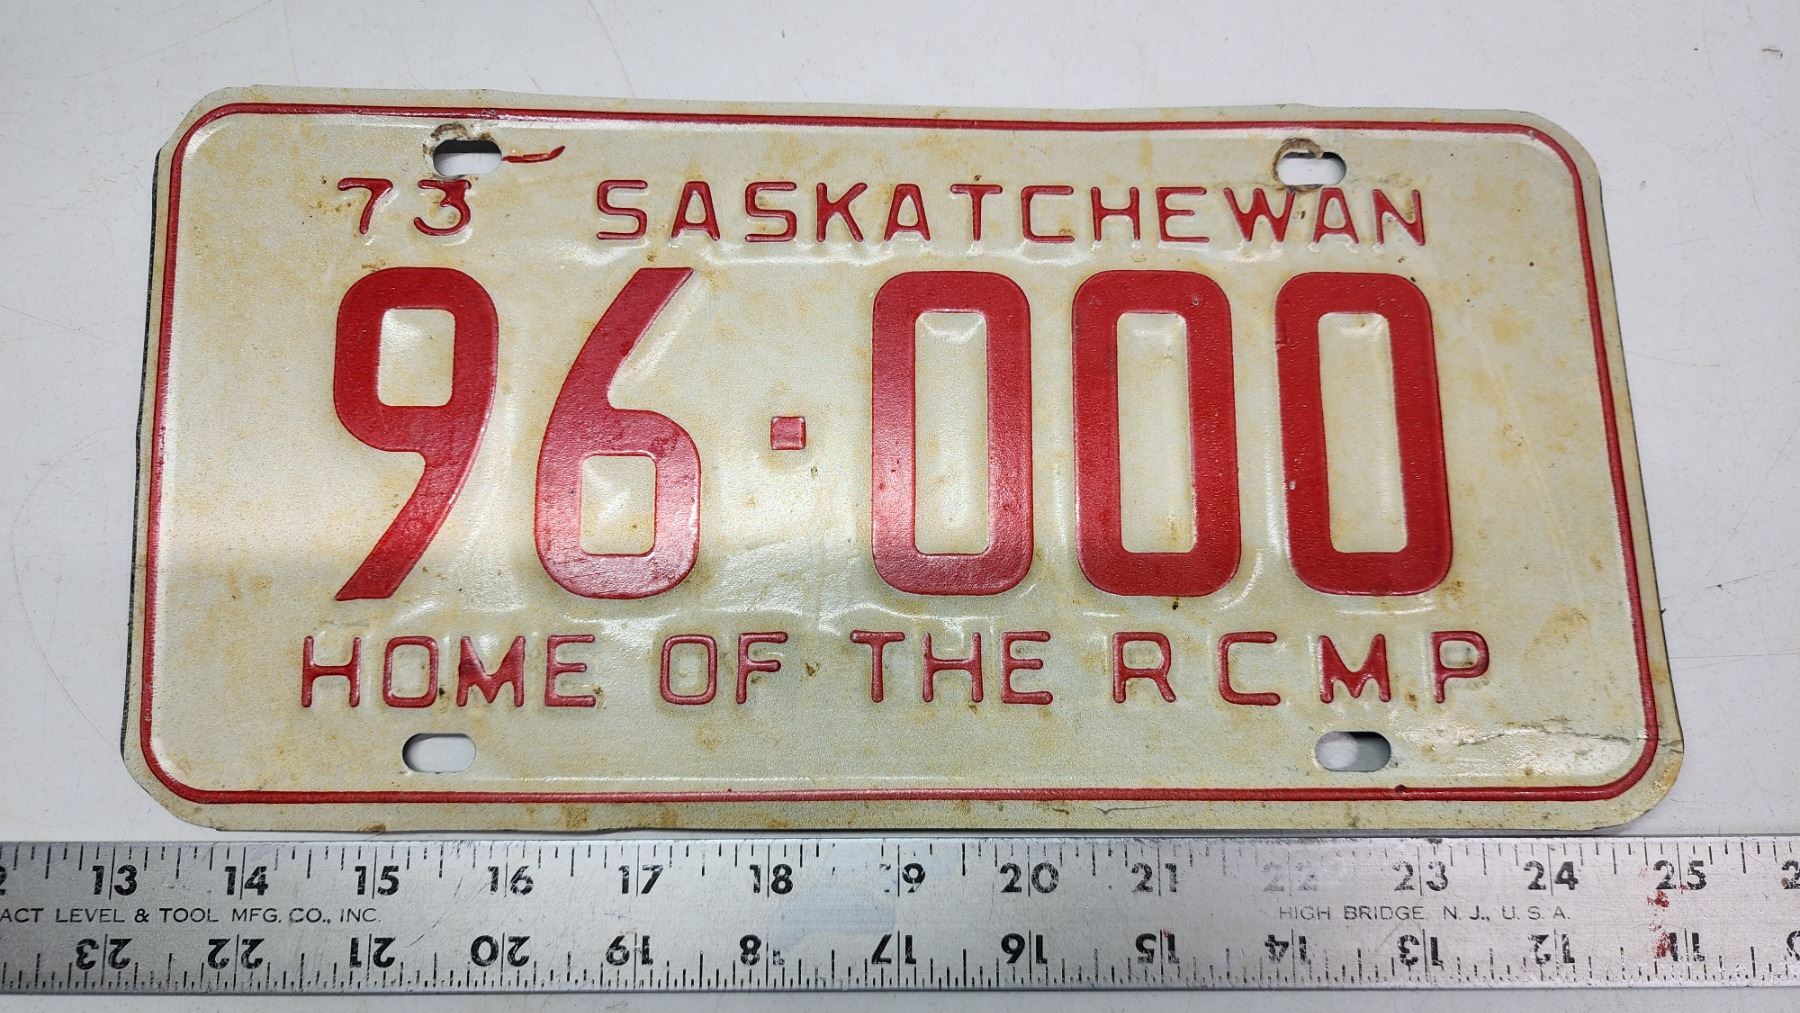 73 SASKATCHEWAN
96·000
HOME OF THE RCMP
13 14 15 16 17 18 19 20 21 22 23 24 25
ACT LEVEL & TOOL MFG. CO., INC. HIGH BRIDGE, N. J., U. S. A.
23 22 21 20 19 18 17 16 15 14 13 12 11